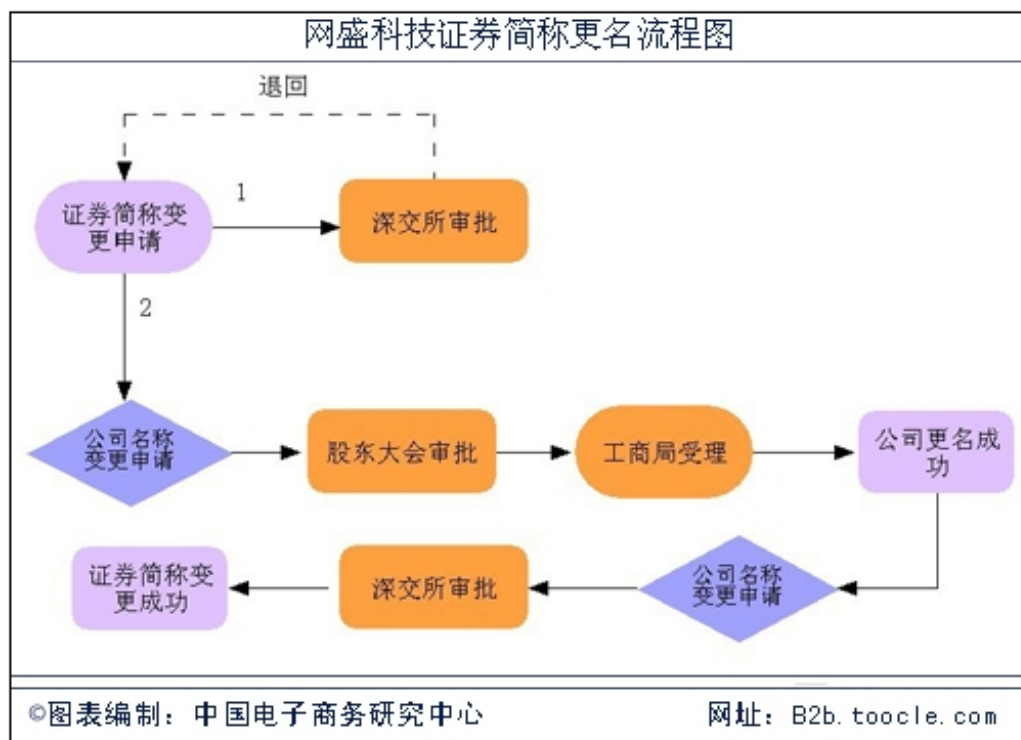 网盛科技证券简称更名流程图
退回
证券简称变
更申请
1
深交所审批
2
公司名称
变更申请
股东大会审批
工商局受理
公司更名成
功
证券简称变
更成功
深交所审批
公司名称
变更申请
©图表编制：中国电子商务研究中心
网址：B2b.toocle.com